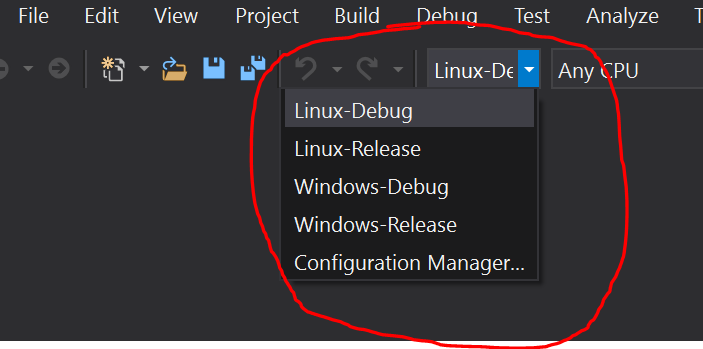 File Edit View Project Build Debug Test Analyze T
Linux-De Any CPU
Linux-Debug
Linux-Release
Windows-Debug
Windows-Release
Configuration Manager...